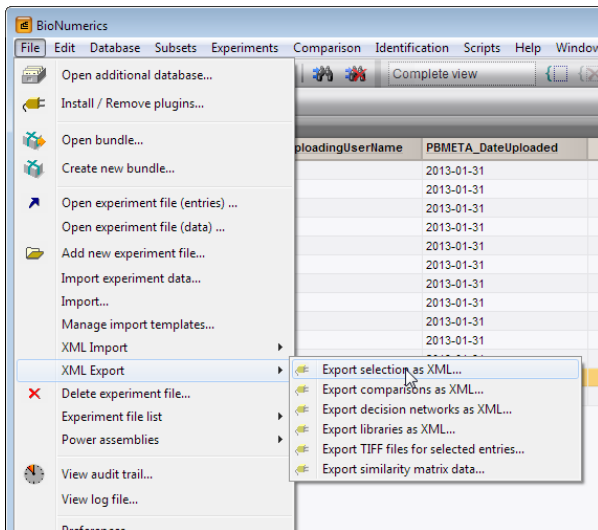 BioNumerics
File Edit Database Subsets Experiments Comparison Identification Scripts Help Window
Open additional database...
Complete view
Install / Remove plugins...
ploadingUserName PBMETA_DateUploaded
Open bundle...
2013-01-31
Create new bundle...
2013-01-31
2013-01-31
Open experiment file (entries) ...
2013-01-31
Open experiment file (data) ...
2013-01-31
Add new experiment file...
2013-01-31
Import experiment data...
2013-01-31
Import...
2013-01-31
Manage import templates...
2013-01-31
XML Import
2013-01-31
XML Export
Export selection as XML...
Delete experiment file...
Export comparisons as XML...
Experiment file list
Export decision networks as XML...
Power assemblies
Export libraries as XML...
Export TIFF files for selected entries...
View audit trail...
Export similarity matrix data...
View log file...